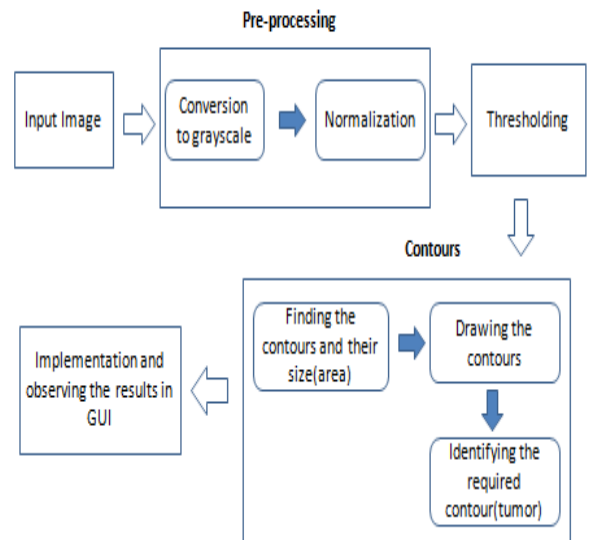 Pre-processing
Input Image
Conversion
to grayscale
Normalization
Thresholding
Contours
Finding the
contours and their
size(area)
Drawing the
contours
Identifying the
required
contour(tumor)
Implementation and
observing the results in
GUI